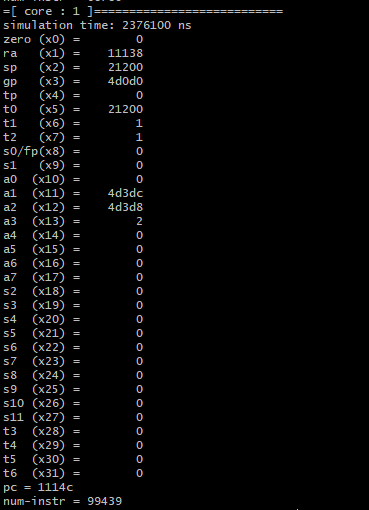 =[ core : 1 ]===========================
simulation time: 2376100 ns
zero (x0) =        0
ra   (x1) =    11138
sp   (x2) =    21200
gp   (x3) =    4d0d0
tp   (x4) =        0
t0   (x5) =    21200
t1   (x6) =        1
t2   (x7) =        1
s0/fp(x8) =        0
s1   (x9) =        0
a0  (x10) =        0
a1  (x11) =    4d3dc
a2  (x12) =    4d3d8
a3  (x13) =        2
a4  (x14) =        0
a5  (x15) =        0
a6  (x16) =        0
a7  (x17) =        0
s2  (x18) =        0
s3  (x19) =        0
s4  (x20) =        0
s5  (x21) =        0
s6  (x22) =        0
s7  (x23) =        0
s8  (x24) =        0
s9  (x25) =        0
s10 (x26) =        0
s11 (x27) =        0
t3  (x28) =        0
t4  (x29) =        0
t5  (x30) =        0
t6  (x31) =        0
pc = 1114c
num-instr = 99439